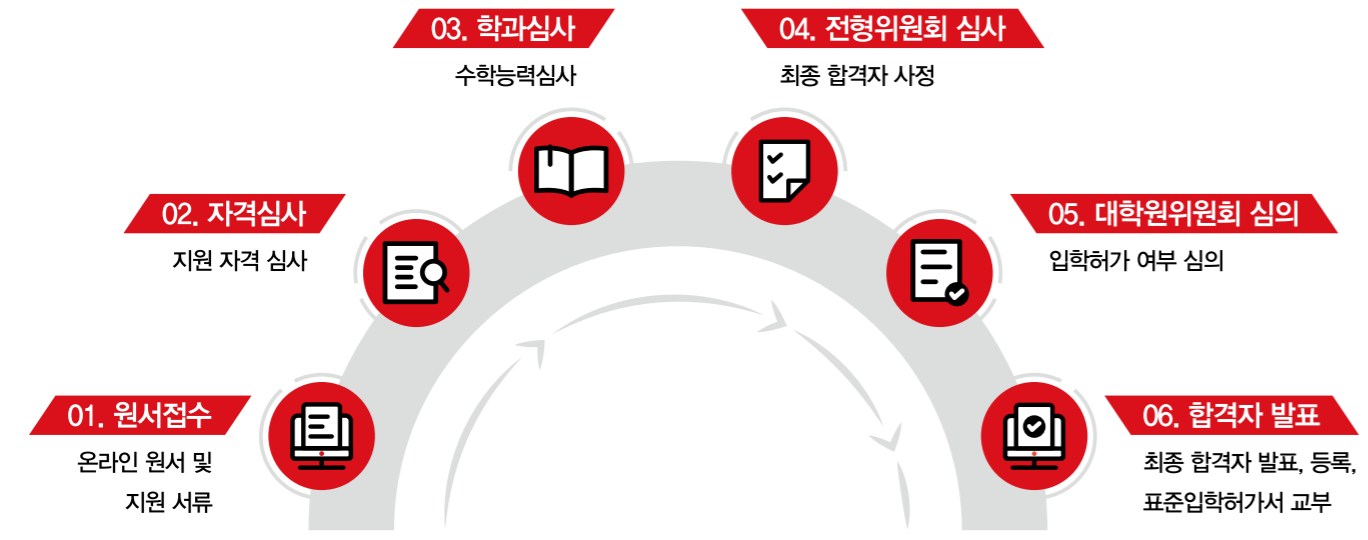 01. 원서접수
온라인 원서 및
지원 서류
02. 자격심사
지원 자격 심사
03. 학과심사
수학능력심사
04. 전형위원회 심사
최종 합격자 사정
05. 대학원위원회 심의
입학허가 여부 심의
06. 합격자 발표
최종 합격자 발표, 등록,
표준입학허가서 교부